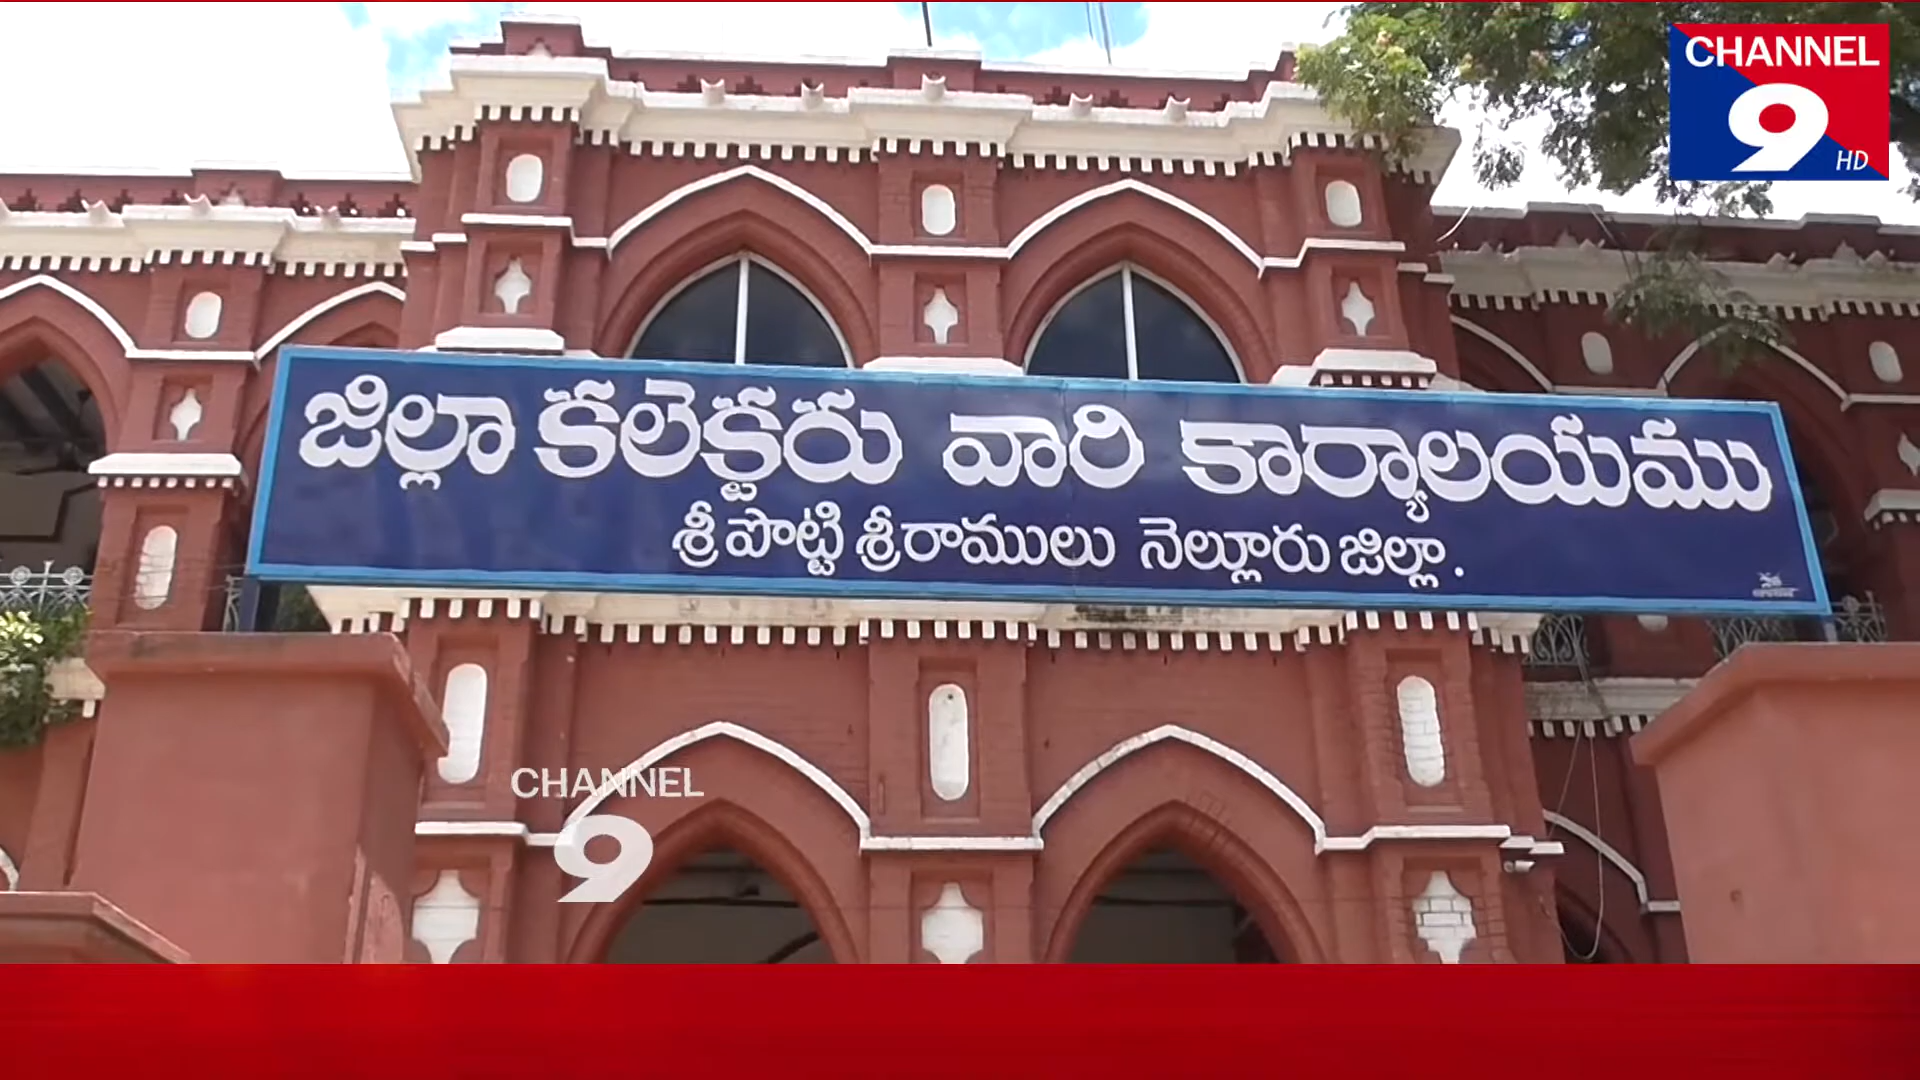 CHANNEL
9
HD
జిల్లా కలెక్టరు వారి కార్యాలయము
శ్రీ పొట్టి శ్రీరాములు నెల్లూరు జిల్లా.
CHANNEL
9